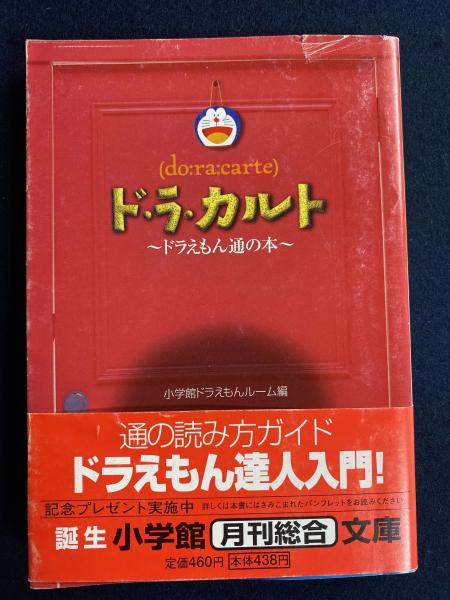 (do:ra:carte)
ド・ラ・カルト
〜ドラえもん通の本〜
小学館ドラえもんルーム編
通の読み方ガイド
ドラえもん達人入門!
記念プレゼント実施中 詳しくは本書にはさみこまれたパンフレットをお読みください
誕生 小学館 月刊総合 文庫
定価460円 本体438円